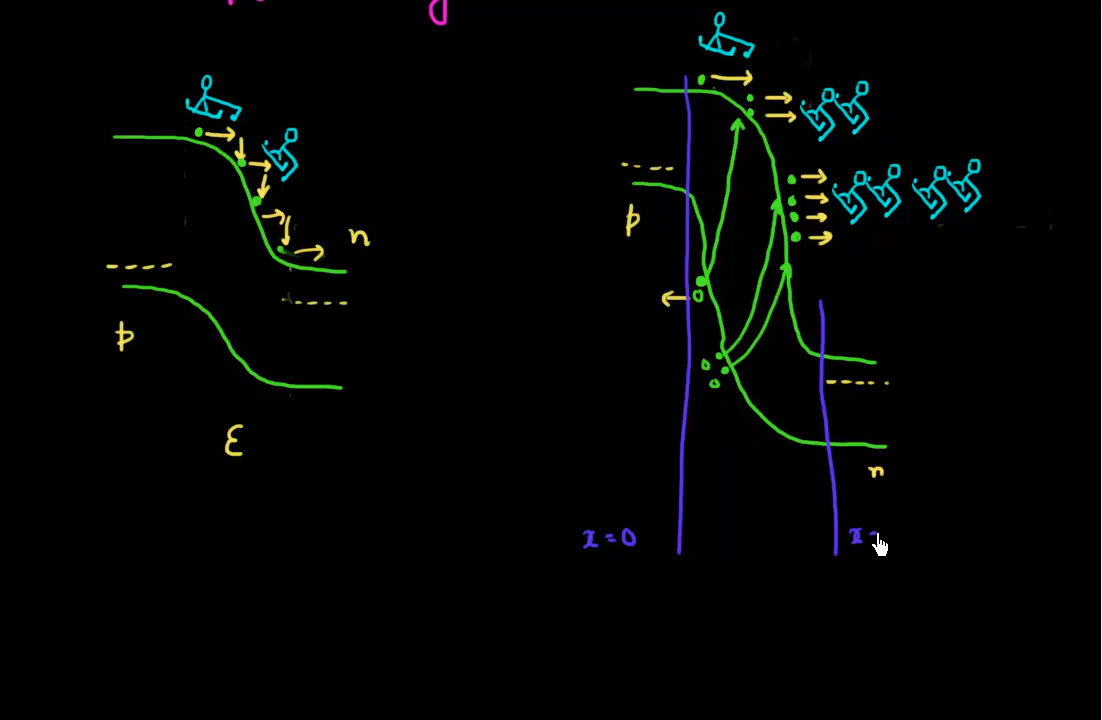 n
p
ε
p
n
x = 0
x =